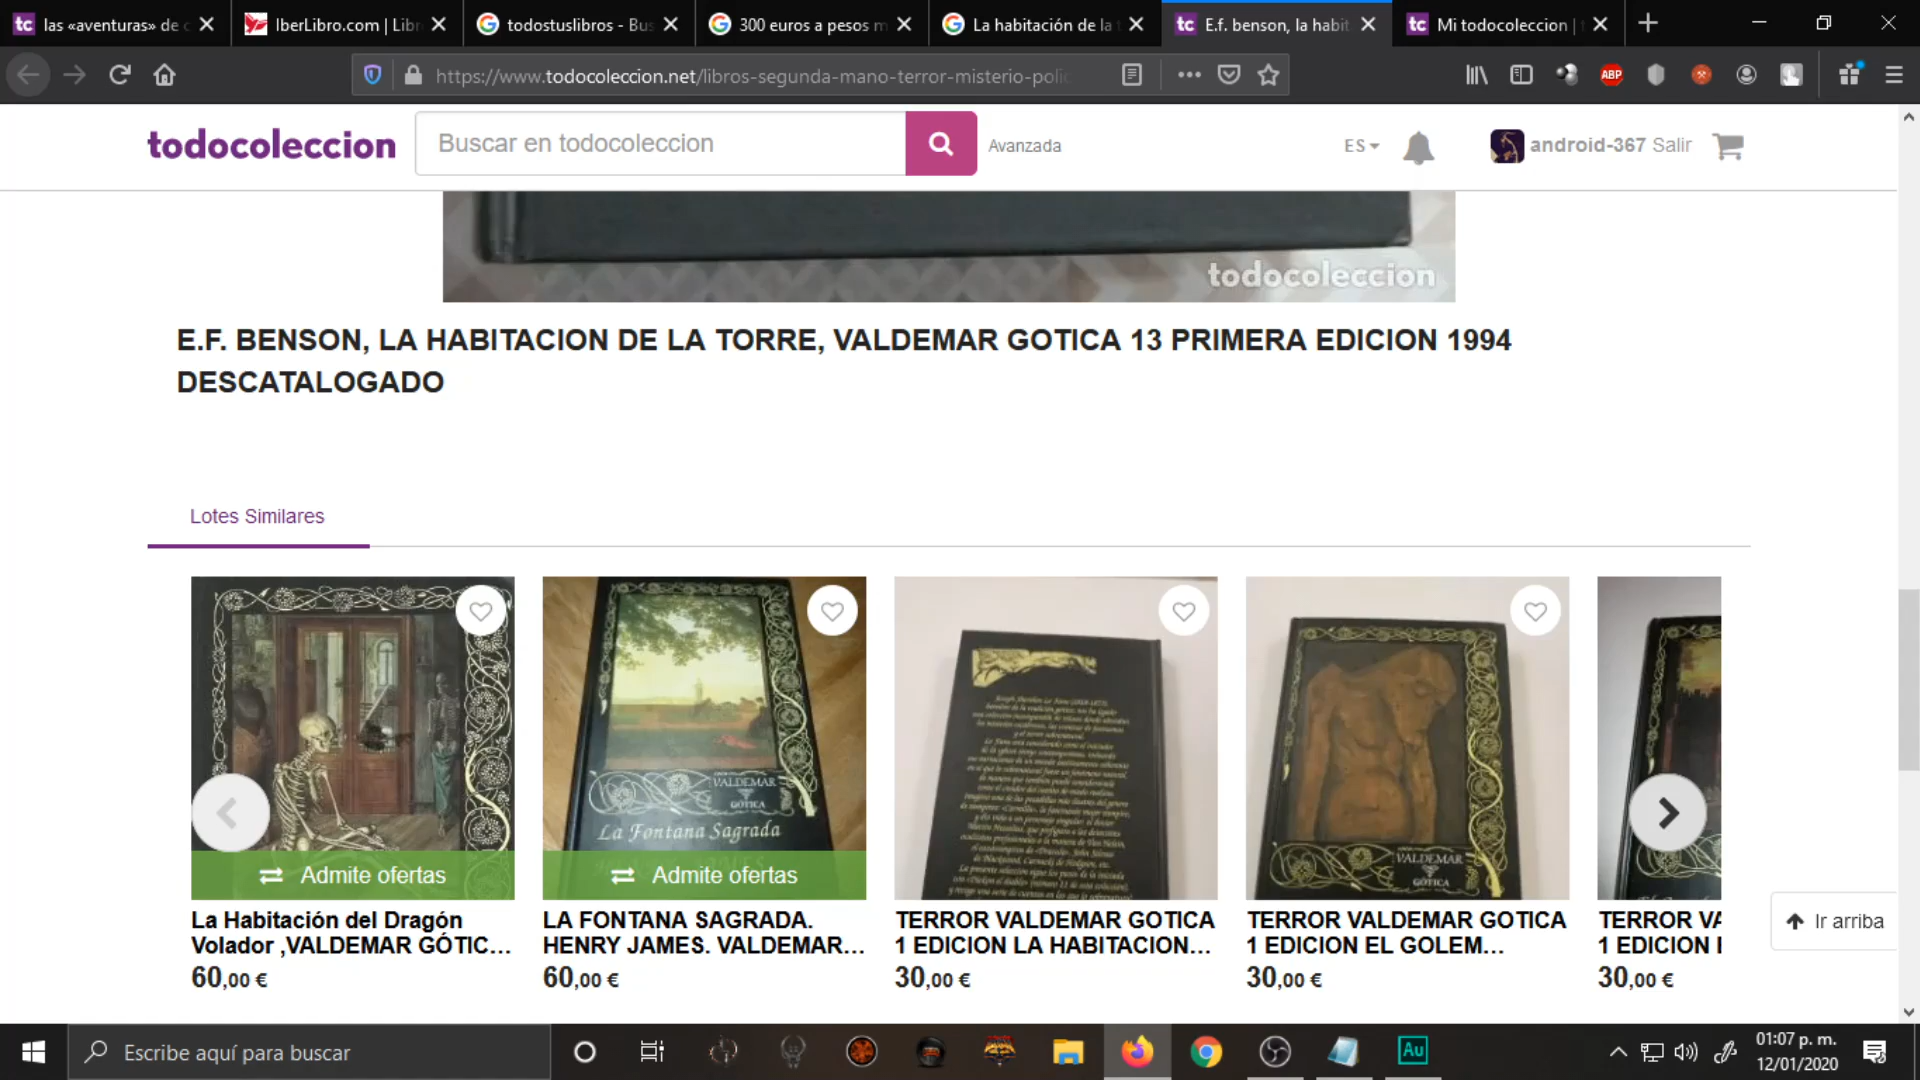 las «aventuras» de c
IberLibro.com | Libr
todostuslibros - Bus
300 euros a pesos m
La habitación de la t
E.f. benson, la habit
Mi todocoleccion | t
https://www.todocoleccion.net/libros-segunda-mano-terror-misterio-polic
ABP
todocoleccion
Buscar en todocoleccion
Avanzada
ES
android-367 Salir
todocoleccion
E.F. BENSON, LA HABITACION DE LA TORRE, VALDEMAR GOTICA 13 PRIMERA EDICION 1994
DESCATALOGADO
Lotes Similares
VALDEMAR
GÓTICA
La Fontana Sagrada
VALDEMAR
GÓTICA
Admite ofertas
Admite ofertas
La Habitación del Dragón
Volador ,VALDEMAR GÓTIC...
60,00 €
LA FONTANA SAGRADA.
HENRY JAMES. VALDEMAR...
60,00 €
TERROR VALDEMAR GOTICA
1 EDICION LA HABITACION...
30,00 €
TERROR VALDEMAR GOTICA
1 EDICION EL GOLEM...
30,00 €
TERROR VA
1 EDICION
30,00 €
Ir arriba
Escribe aquí para buscar
Au
01:07 p. m.
12/01/2020